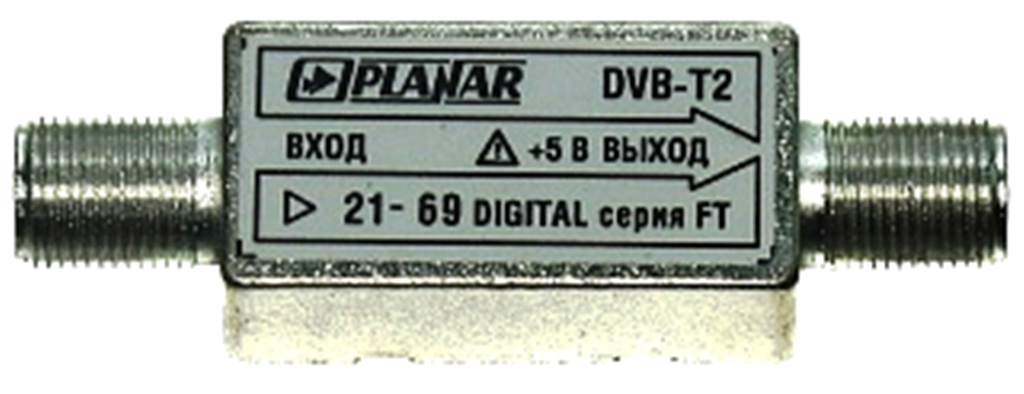 PLANAR DVB-T2
ВХОД +5 В ВЫХОД
21- 69 DIGITAL серия FT